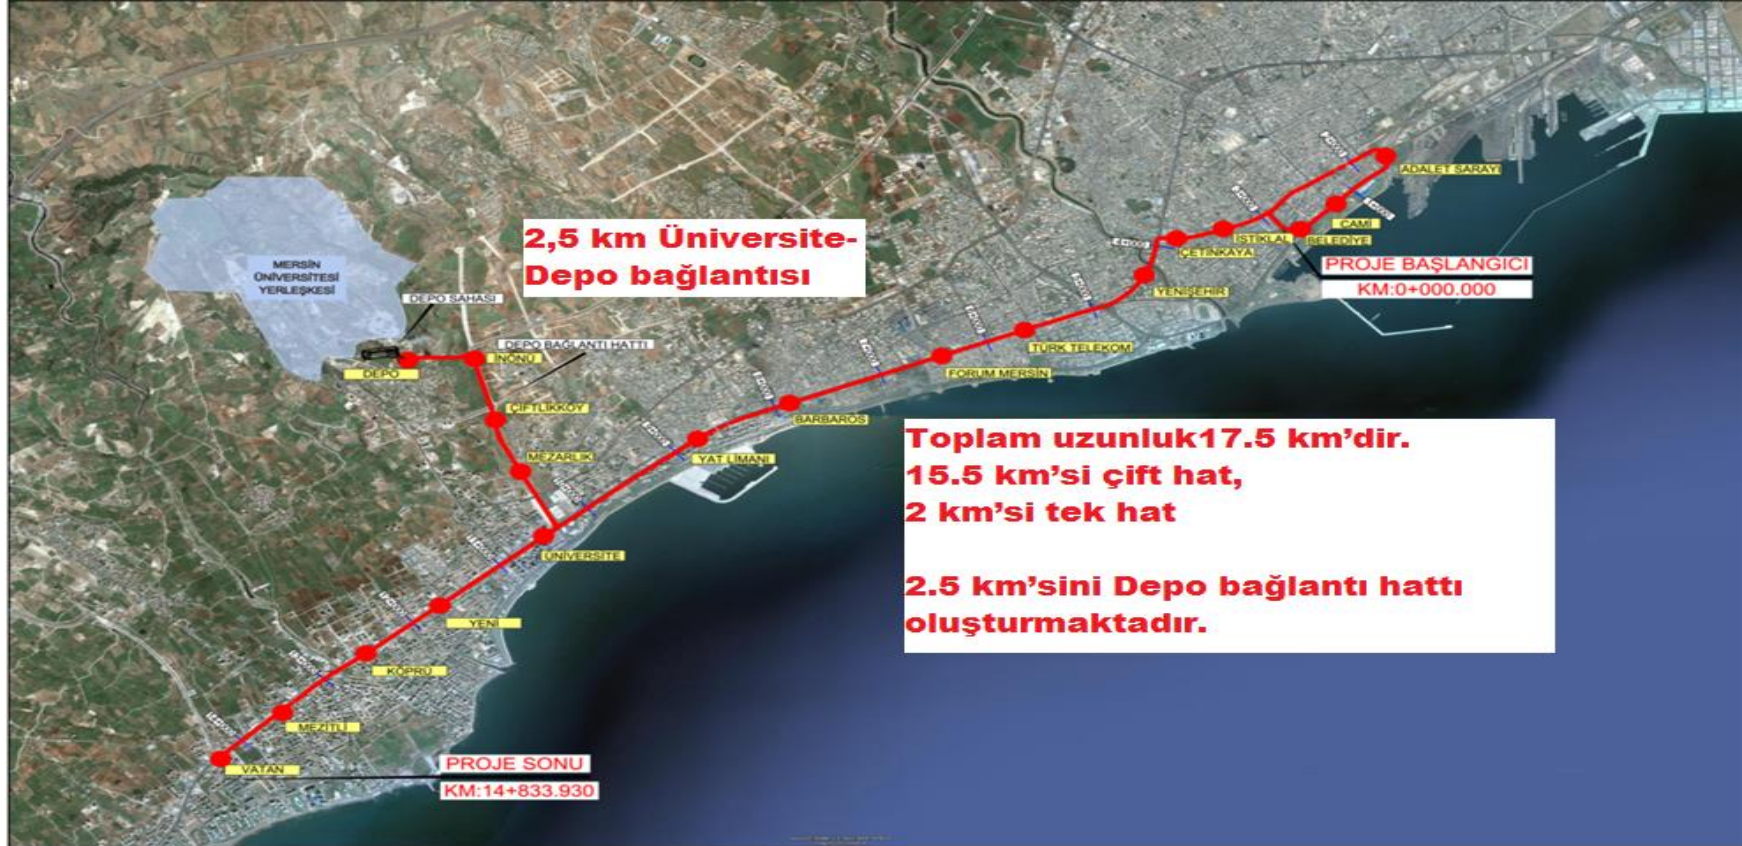 ADALET SARAYI
CAMİ
İSTİKLAL
BELEDİYE
ÇETİNKAYA
PROJE BAŞLANGICI
KM:0+000.000
YENİŞEHİR
2,5 km Üniversite-
Depo bağlantısı
MERSİN
ÜNİVERSİTESİ
YERLEŞKESİ
DEPO SAHASI
DEPO BAĞLANTI HATTI
İNÖNÜ
DEPO
TÜRK TELEKOM
FORUM MERSİN
ÇİFTLİKKÖY
BARBAROS
MEZARLIK
YAT LİMANI
Toplam uzunluk17.5 km’dir.
15.5 km’si çift hat,
2 km’si tek hat
2.5 km’sini Depo bağlantı hattı
oluşturmaktadır.
ÜNİVERSİTE
YENİ
KÖPRÜ
MEZİTLİ
VATAN
PROJE SONU
KM:14+833.930